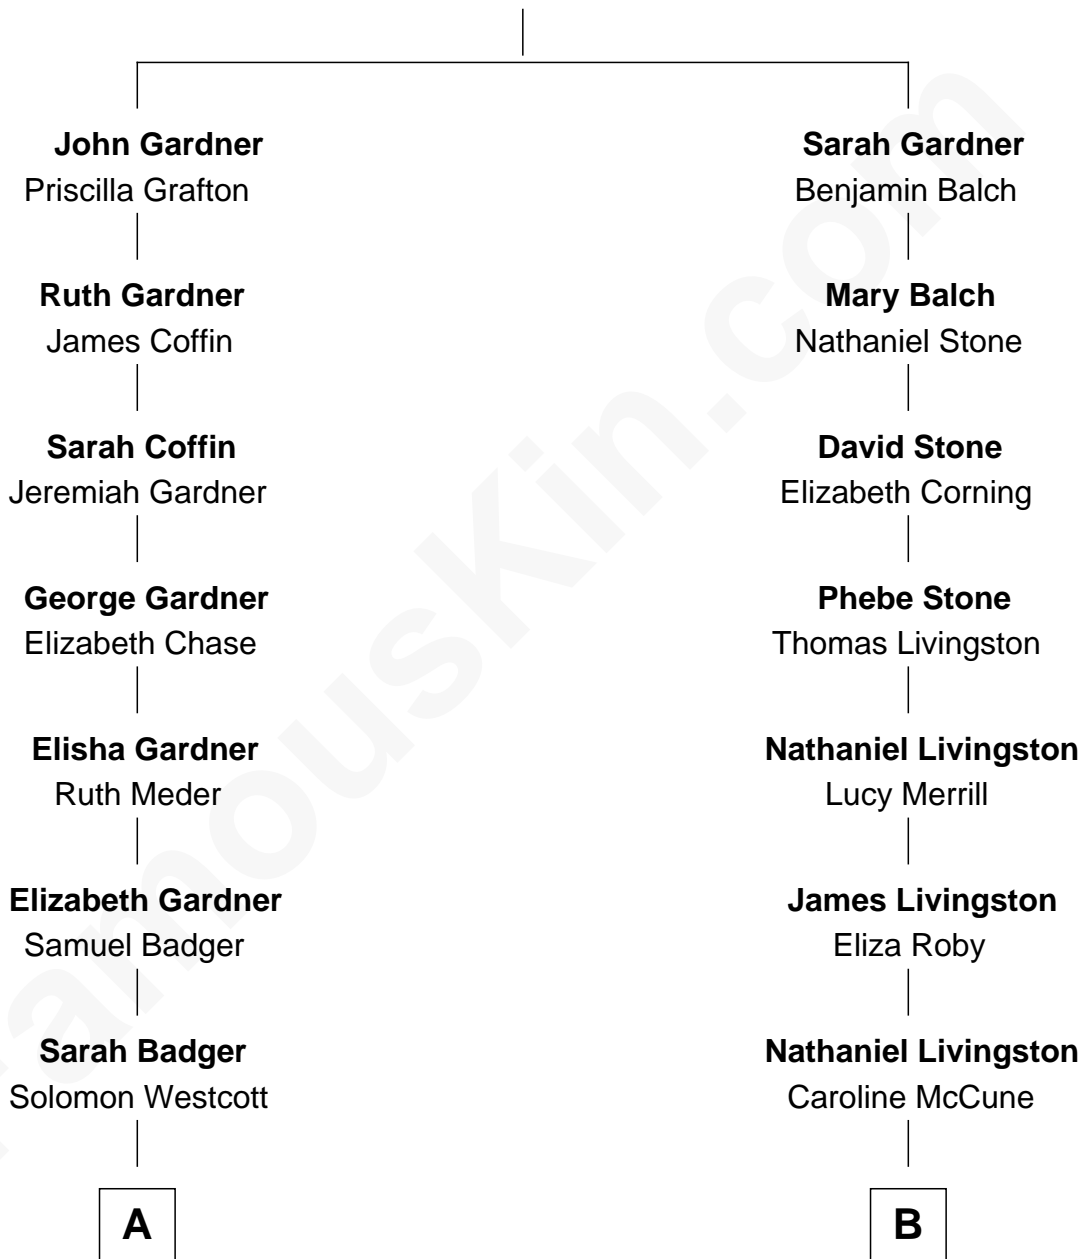 John Gardner
Priscilla Grafton
Ruth Gardner
James Coffin
Sarah Coffin
Jeremiah Gardner
George Gardner
Elizabeth Chase
Elisha Gardner
Ruth Meder
Elizabeth Gardner
Samuel Badger
Sarah Badger
Solomon Westcott
A
Sarah Gardner
Benjamin Balch
Mary Balch
Nathaniel Stone
David Stone
Elizabeth Corning
Phebe Stone
Thomas Livingston
Nathaniel Livingston
Lucy Merrill
James Livingston
Eliza Roby
Nathaniel Livingston
Caroline McCune
B
FamousKin.com